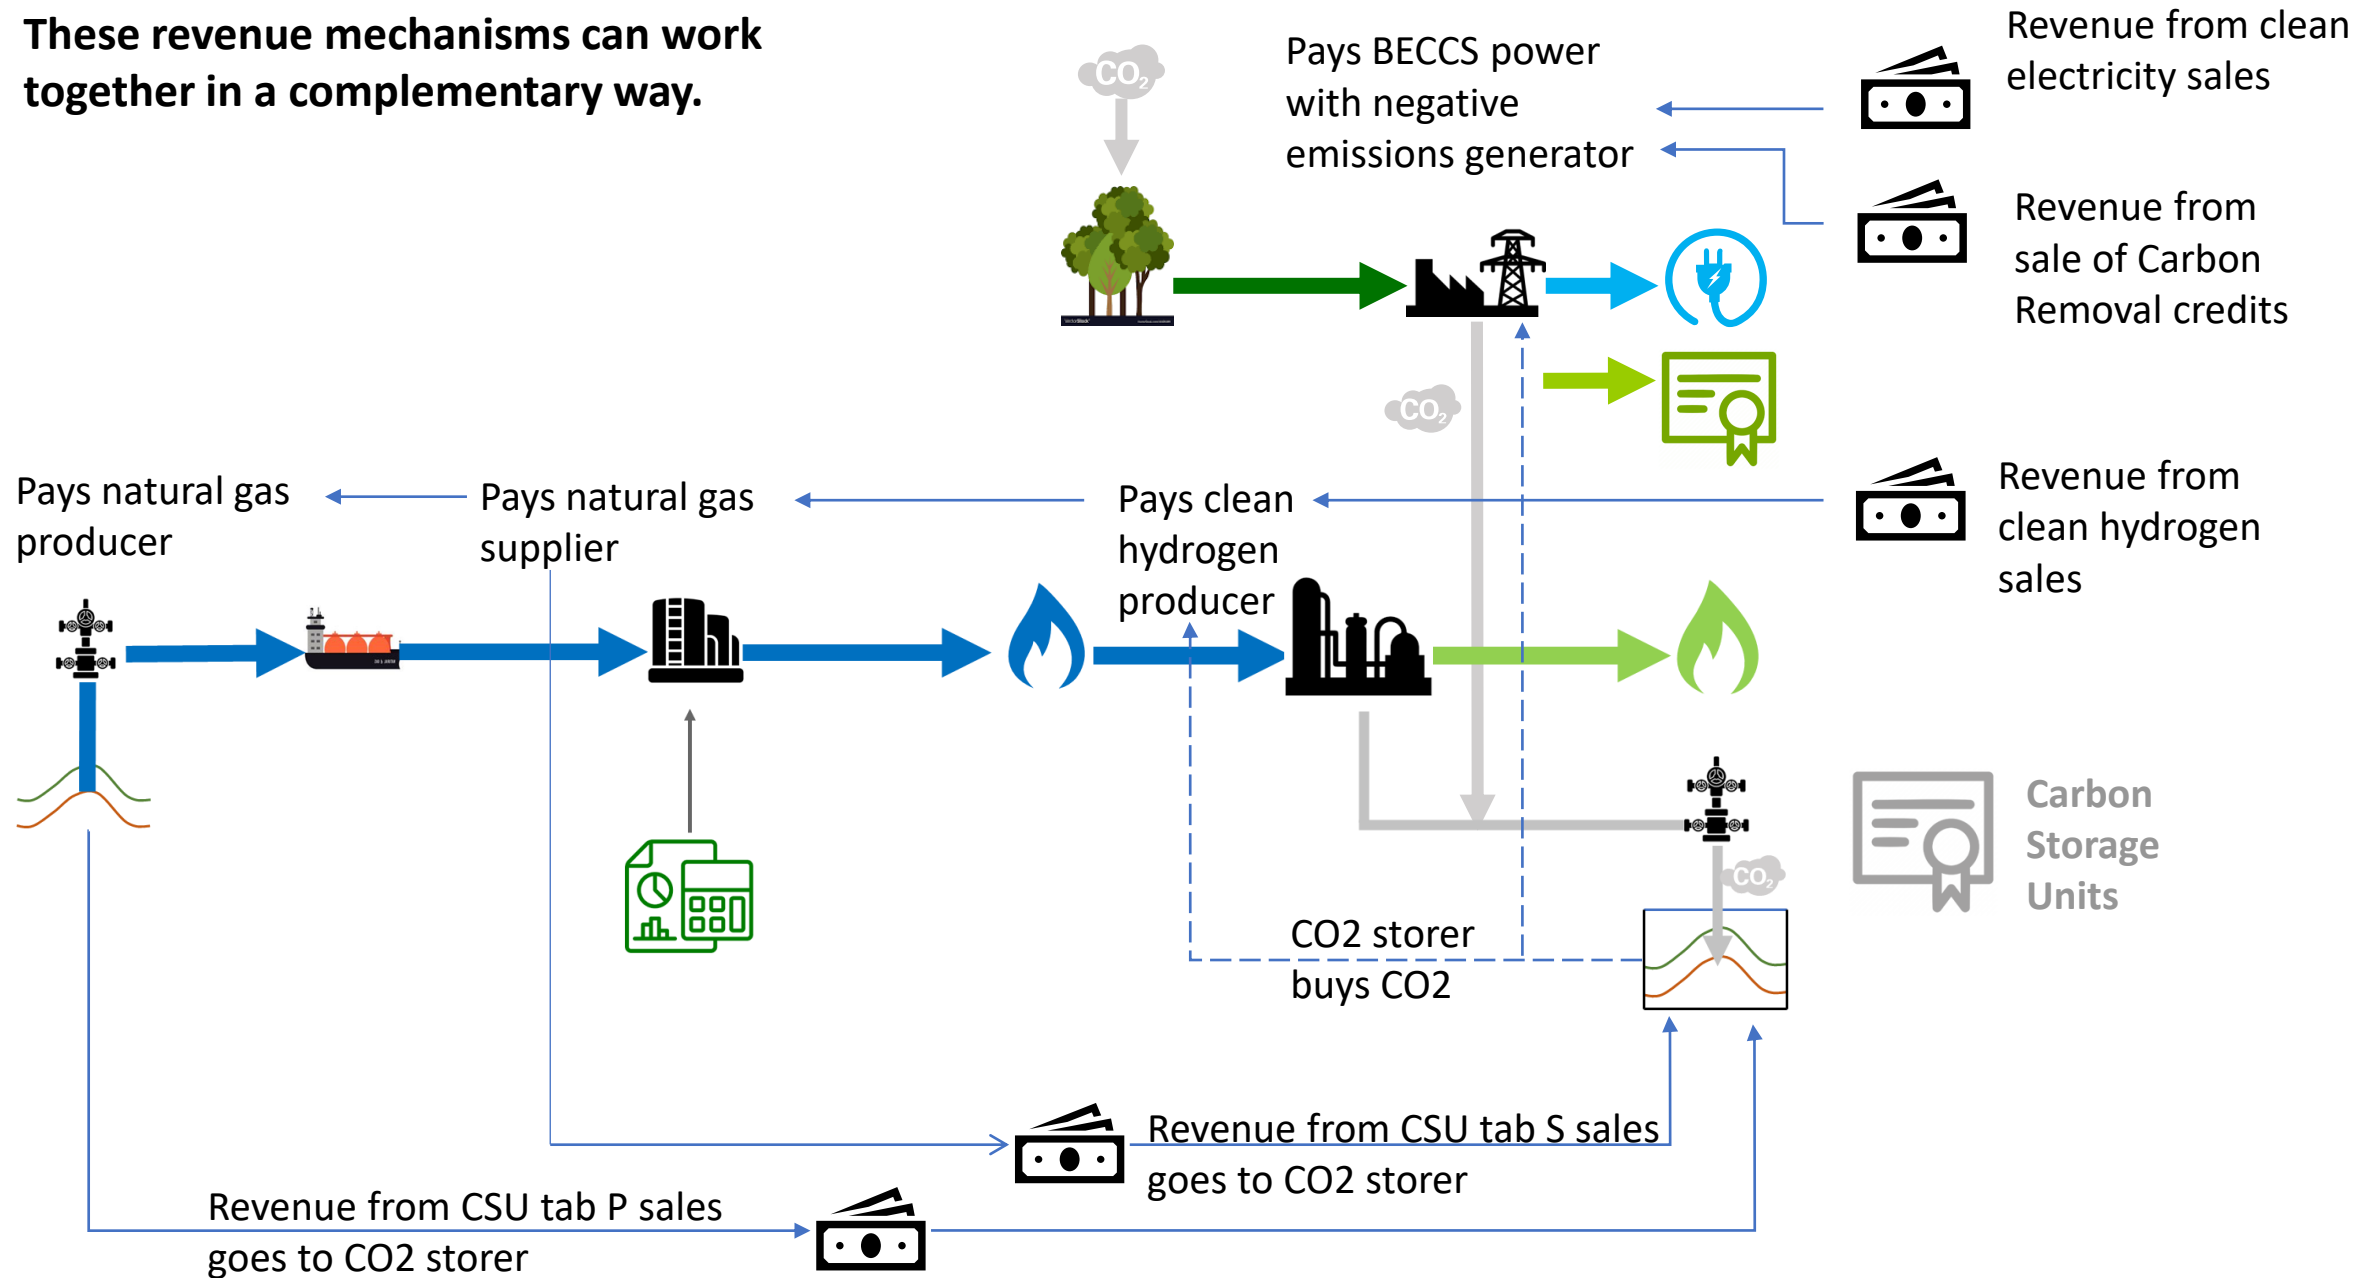 These revenue mechanisms can work
together in a complementary way.
CO2
Pays BECCS power
with negative
emissions generator
Revenue from clean
electricity sales
Revenue from
sale of Carbon
Removal credits
CO2
Pays natural gas
producer
Pays natural gas
supplier
Pays clean
hydrogen
producer
Revenue from
clean hydrogen
sales
CO2
Carbon
Storage
Units
CO2 storer
buys CO2
Revenue from CSU tab S sales
goes to CO2 storer
Revenue from CSU tab P sales
goes to CO2 storer